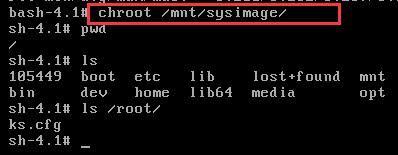 bash-4.1# chroot /mnt/sysimage/
sh-4.1# pwd
/
sh-4.1# ls
105449 boot etc lib lost+found mnt
bin dev home lib64 media opt
sh-4.1# ls /root/
ks.cfg
sh-4.1# _